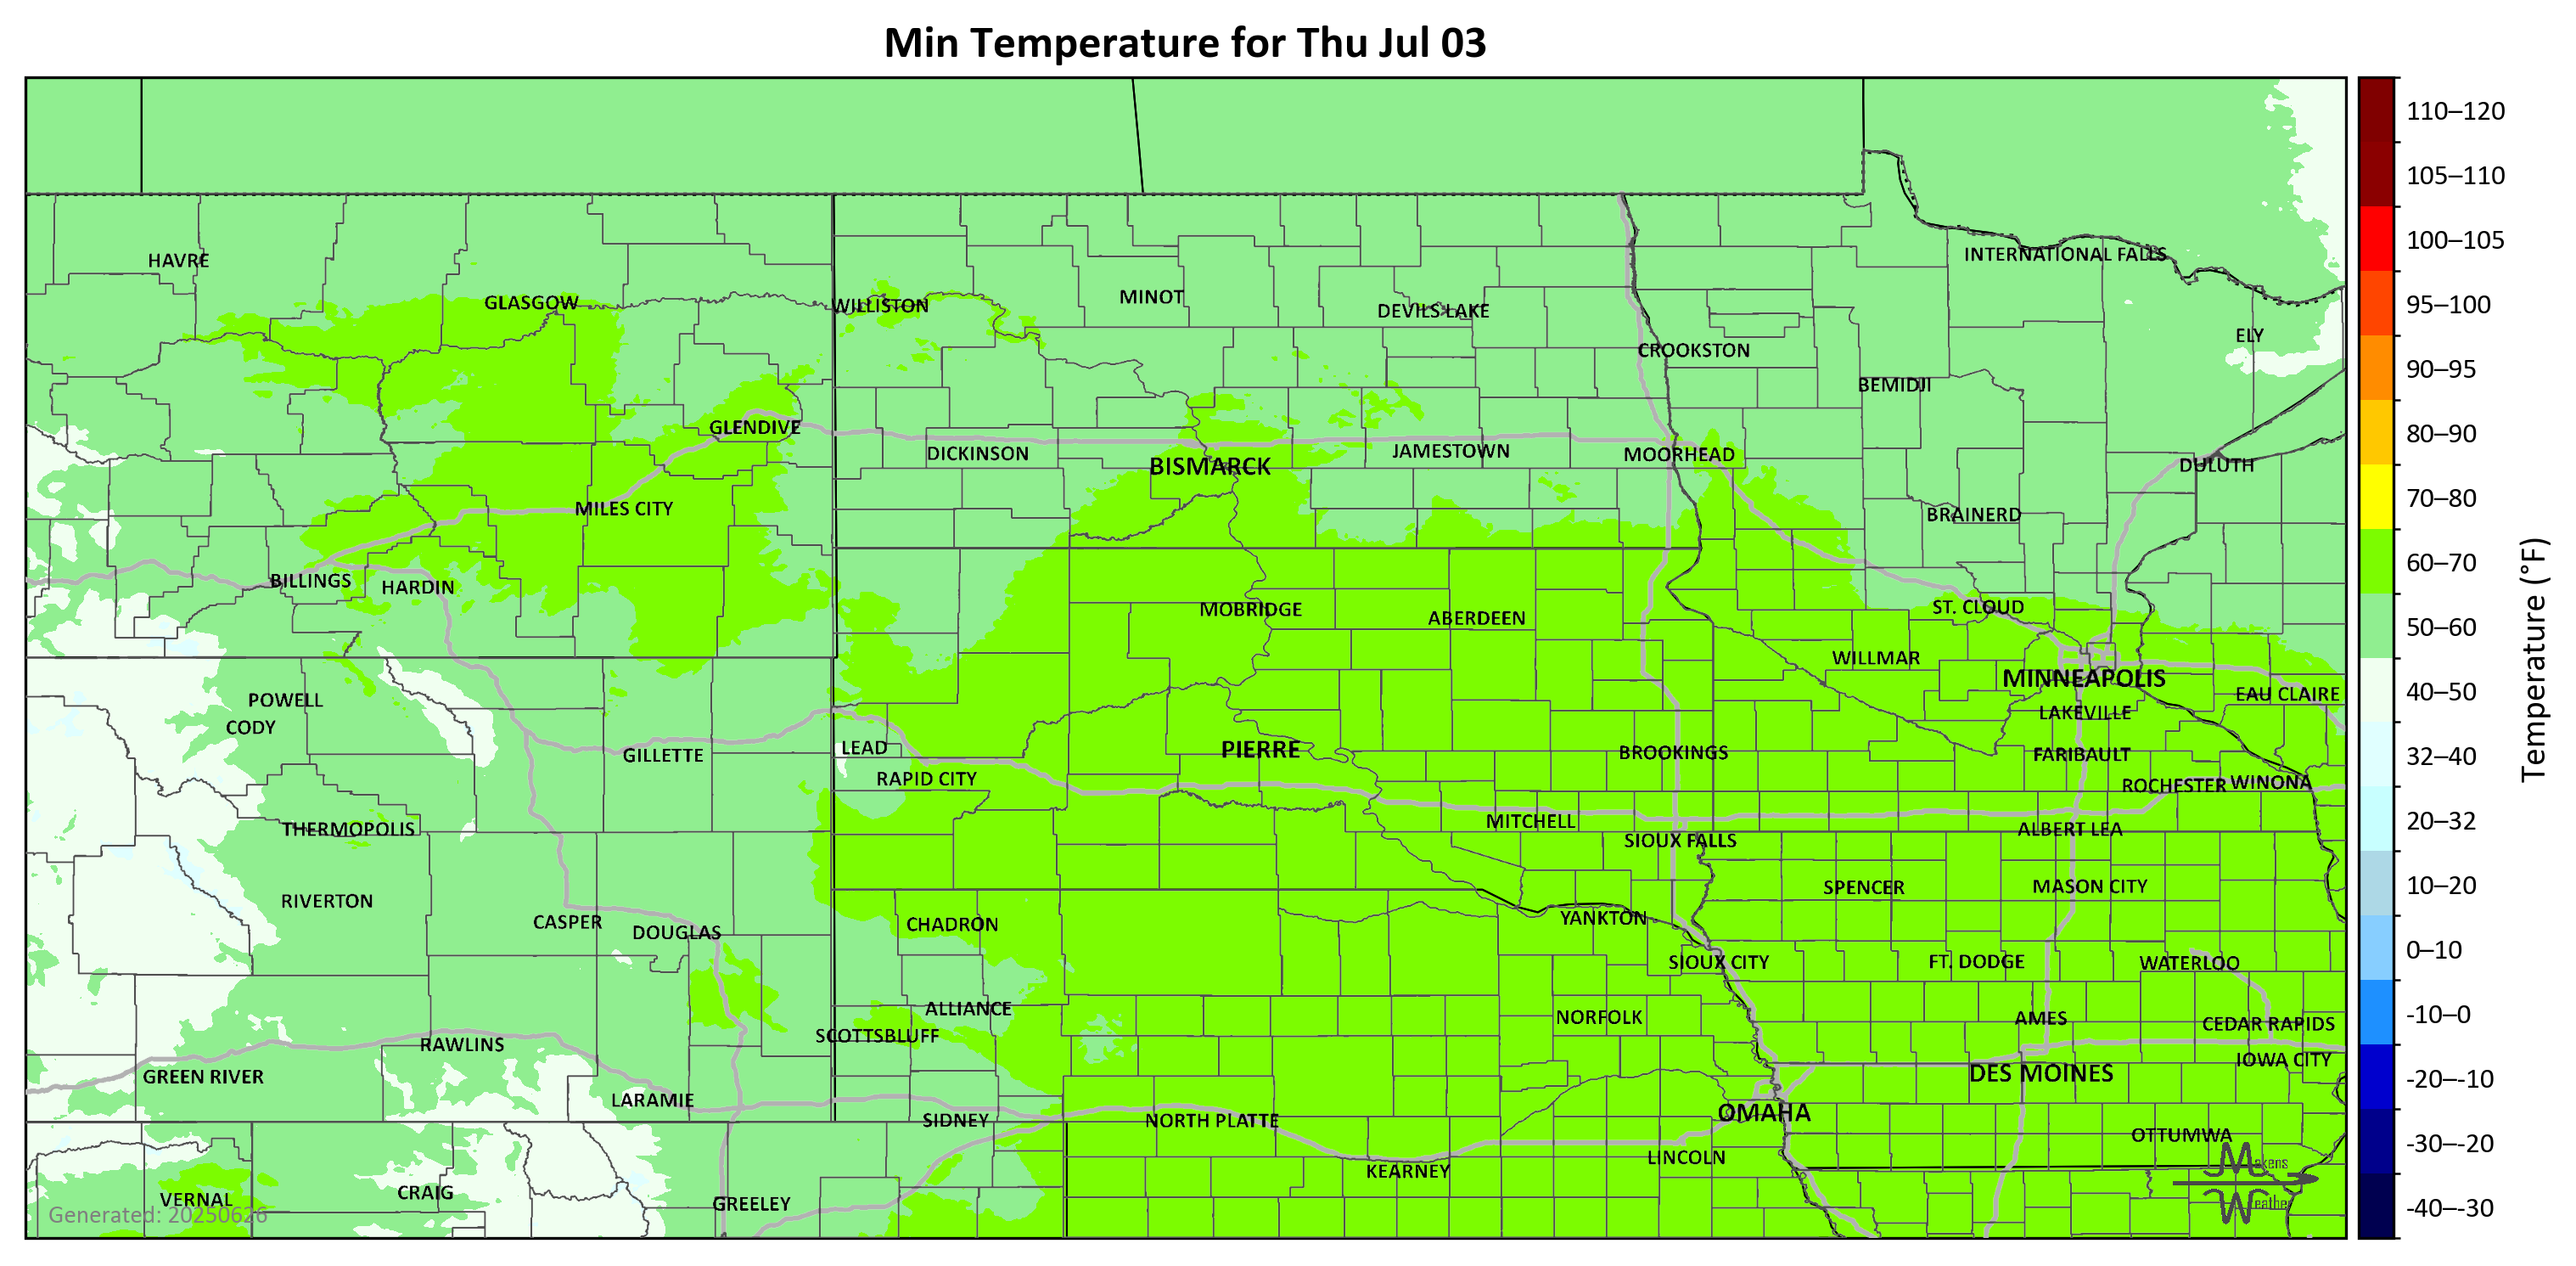 Min Temperature for Thu Jul 03
110–120
105–110
100–105
95–100
90–95
80–90
70–80
60–70
50–60
40–50
32–40
20–32
10–20
0–10
-10–0
-20–-10
-30–-20
-40–-30
Temperature (°F)
HAVRE
INTERNATIONAL FALLS
GLASGOW
WILLISTON
MINOT
DEVILS LAKE
ELY
CROOKSTON
BEMIDJI
GLENDIVE
DICKINSON
BISMARCK
JAMESTOWN
MOORHEAD
DULUTH
MILES CITY
BRAINERD
BILLINGS
HARDIN
MOBRIDGE
ABERDEEN
ST. CLOUD
WILLMAR
MINNEAPOLIS
EAU CLAIRE
POWELL
CODY
LAKEVILLE
GILLETTE
LEAD
PIERRE
BROOKINGS
FARIBAULT
RAPID CITY
ROCHESTER
WINONA
THERMOPOLIS
MITCHELL
SIOUX FALLS
ALBERT LEA
RIVERTON
SPENCER
MASON CITY
CASPER
DOUGLAS
CHADRON
YANKTON
SIOUX CITY
FT. DODGE
WATERLOO
ALLIANCE
NORFOLK
AMES
CEDAR RAPIDS
SCOTTSBLUFF
RAWLINS
IOWA CITY
GREEN RIVER
DES MOINES
LARAMIE
SIDNEY
NORTH PLATTE
OMAHA
OTTUMWA
KEARNEY
LINCOLN
VERNAL
CRAIG
GREELEY
Generated: 20250626
Makens
Weather